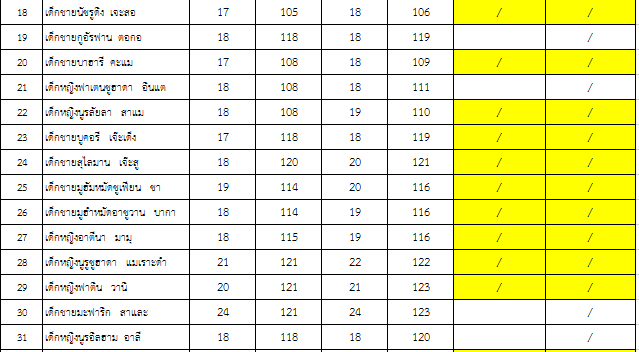 18 เด็กชายนัซรูดิง เจะสอ 17 105 18 106 / /
19 เด็กชายกูอัรฟาน ตอกอ 18 118 18 119 /
20 เด็กชายบาฮารี คะแม 17 108 18 109 / /
21 เด็กหญิงฟาเดนซูฮาดา อินแต 18 108 18 111 /
22 เด็กหญิงนูรลัยลา สาแม 18 108 19 110 / /
23 เด็กชายบูคอรี เจ๊ะเด็ง 17 118 18 119 / /
24 เด็กชายสุไลมาน เจ๊ะสู 18 120 20 121 / /
25 เด็กชายมูฮัมหมัดซูเฟียน ซา 19 114 20 116 / /
26 เด็กชายมูฮำหมัดอาซูวาน บากา 18 114 19 116 / /
27 เด็กหญิงอาดีนา มามุ 18 115 19 116 / /
28 เด็กหญิงนูรูซูฮาดา แมเราะดำ 21 121 22 122 / /
29 เด็กหญิงฟาติน วานิ 20 121 21 123 / /
30 เด็กชายมะฟาริก สาและ 24 121 24 123 /
31 เด็กหญิงนูรอิลฮาม อาลี 18 118 18 120 /